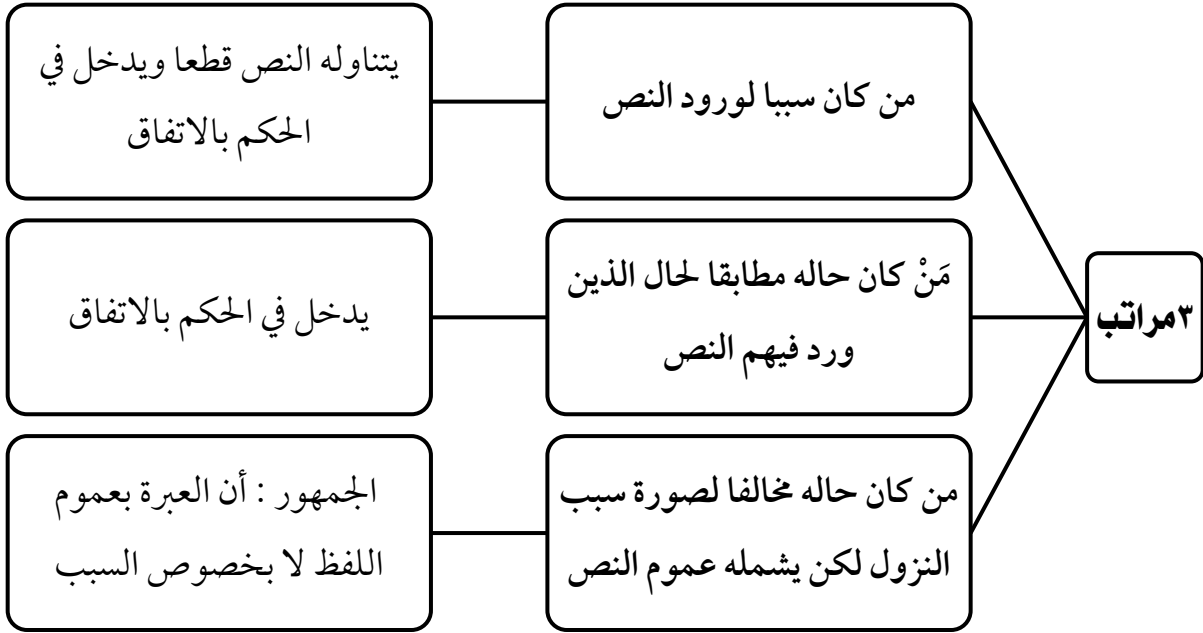 ٣مراتب
من كان سببا لورود النص
يتناوله النص قطعا ويدخل في
الحكم بالاتفاق
مَنْ كان حاله مطابقا لحال الذين
ورد فيهم النص
يدخل في الحكم بالاتفاق
من كان حاله مخالفا لصورة سبب
النزول لكن يشمله عموم النص
الجمهور : أن العبرة بعموم
اللفظ لا بخصوص السبب